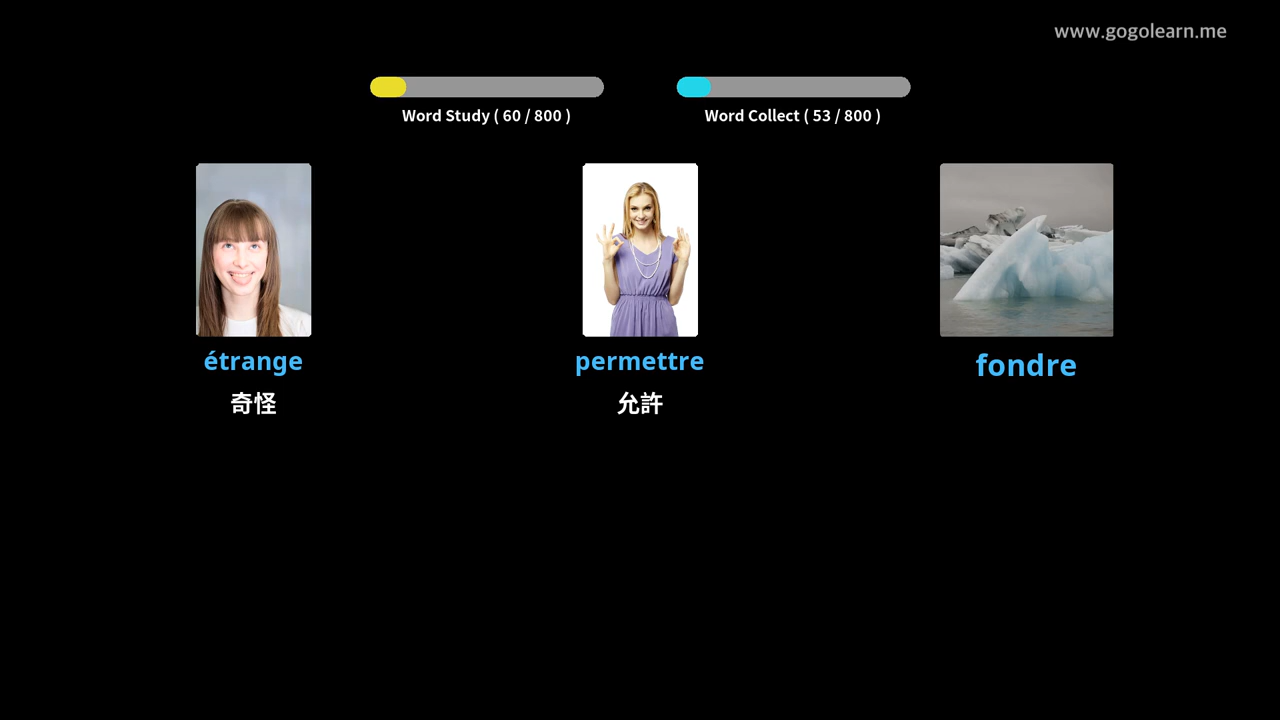 www.gogolearn.me
Word Study ( 60 / 800 )
Word Collect ( 53 / 800 )
étrange
permettre
fondre
奇怪
允許